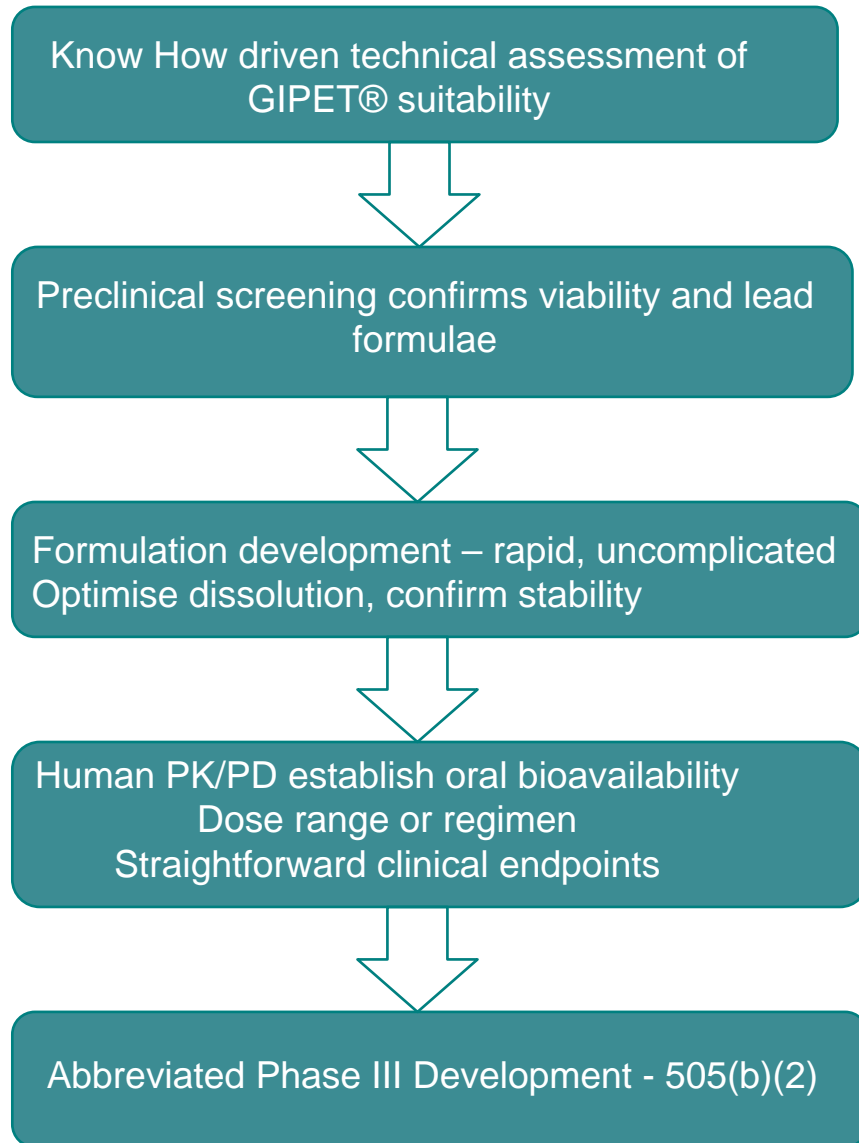 Know How driven technical assessment of
GIPET® suitability
Preclinical screening confirms viability and lead
formulae
Formulation development – rapid, uncomplicated
Optimise dissolution, confirm stability
Human PK/PD establish oral bioavailability
Dose range or regimen
Straightforward clinical endpoints
Abbreviated Phase III Development - 505(b)(2)